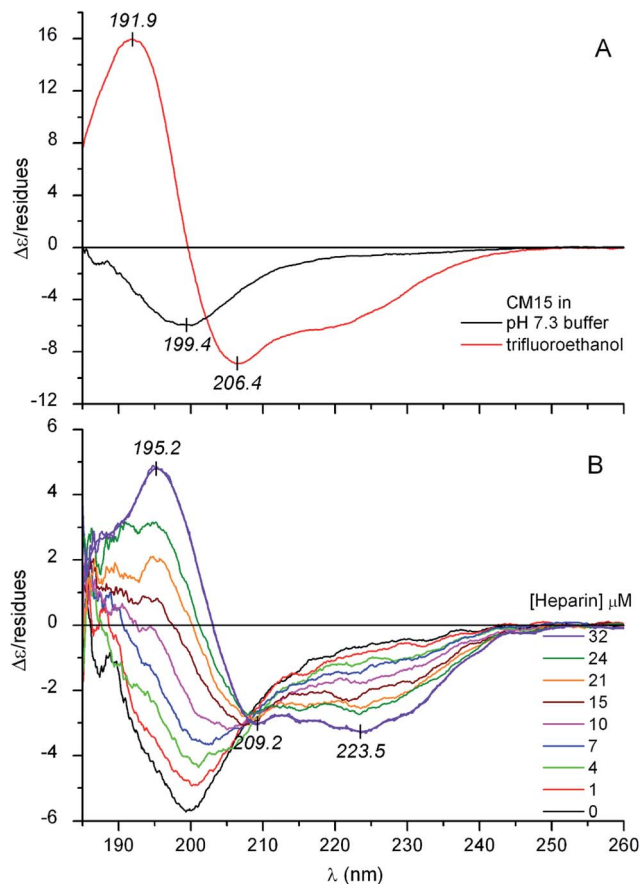 191.9
16
A
12
8
4
Δε/residues
0
-4
199.4
CM15 in
pH 7.3 buffer
-8
trifluoroethanol
206.4
-12
B
195.2
4
2
[Heparin] μM
Δε/residues
0
32
24
21
-2
15
10
209.2
223.5
7
-4
4
1
-6
0
190 200 210 220 230 240 250 260
λ (nm)